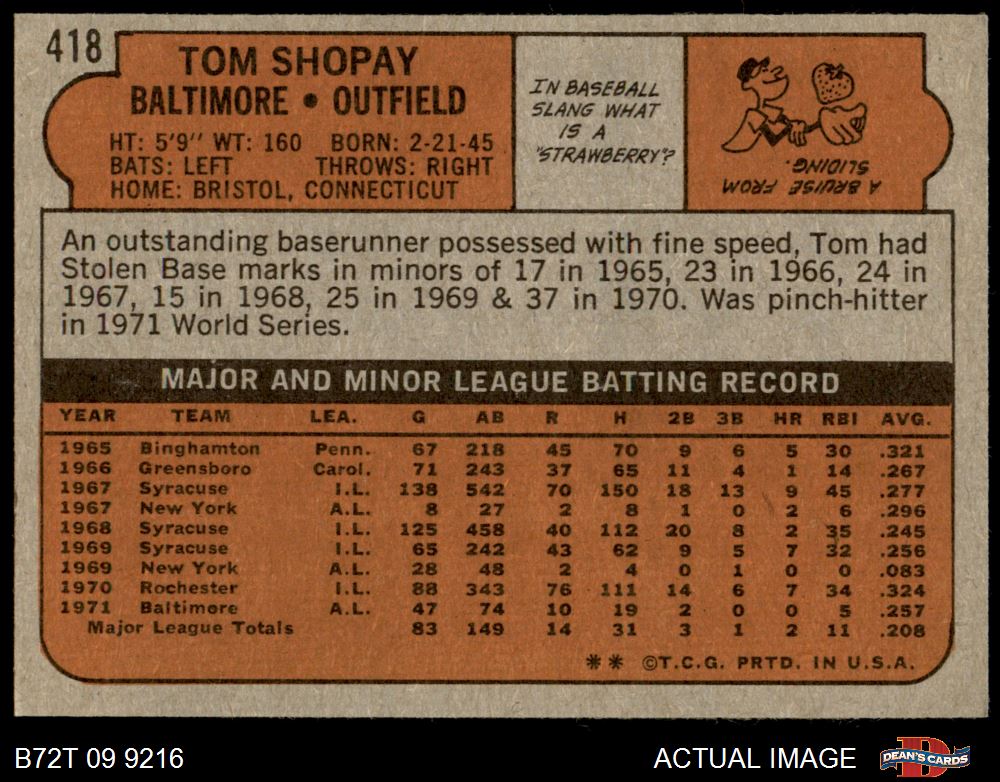 418
TOM SHOPAY
BALTIMORE • OUTFIELD
HT: 5'9" WT: 160 BORN: 2-21-45
BATS: LEFT THROWS: RIGHT
HOME: BRISTOL, CONNECTICUT
IN BASEBALL
SLANG WHAT
IS A
"STRAWBERRY"?
A BRUISE FROM
SLIDING.
An outstanding baserunner possessed with fine speed, Tom had
Stolen Base marks in minors of 17 in 1965, 23 in 1966, 24 in
1967, 15 in 1968, 25 in 1969 & 37 in 1970. Was pinch-hitter
in 1971 World Series.
MAJOR AND MINOR LEAGUE BATTING RECORD
YEAR TEAM LEA. G AB R H 2B 3B HR RBI AVG.
1965 Binghamton Penn. 67 218 45 70 9 6 5 30 .321
1966 Greensboro Carol. 71 243 37 65 11 4 1 14 .267
1967 Syracuse I.L. 138 542 70 150 18 13 9 45 .277
1967 New York A.L. 8 27 2 8 1 0 2 6 .296
1968 Syracuse I.L. 125 458 40 112 20 8 2 35 .245
1969 Syracuse I.L. 65 242 43 62 9 5 7 32 .256
1969 New York A.L. 28 48 2 4 0 1 0 0 .083
1970 Rochester I.L. 88 343 76 111 14 6 7 34 .324
1971 Baltimore A.L. 47 74 10 19 2 0 0 5 .257
Major League Totals 83 149 14 31 3 1 2 11 .208
** ©T.C.G. PRTD. IN U.S.A.
B72T 09 9216 ACTUAL IMAGE DEAN'S CARDS